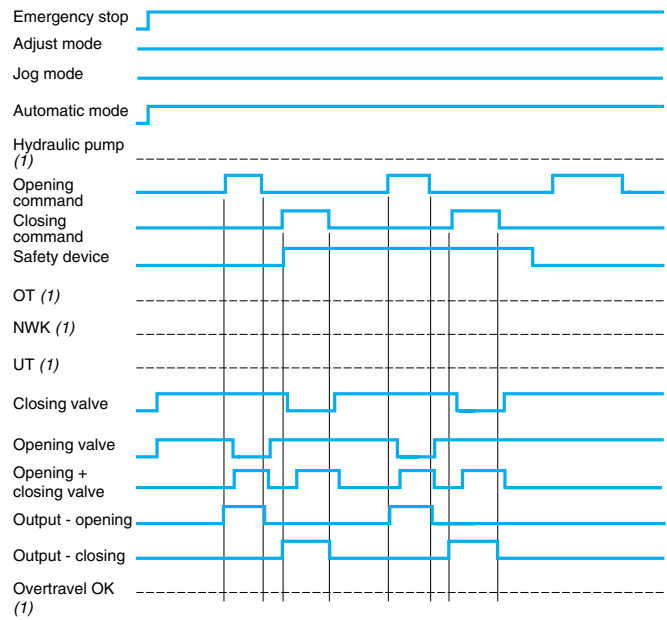 Emergency stop
Adjust mode
Jog mode
Automatic mode
Hydraulic pump
(1)
Opening
command
Closing
command
Safety device
OT (1)
NWK (1)
UT (1)
Closing valve
Opening valve
Opening +
closing valve
Output - opening
Output - closing
Overtravel OK
(1)